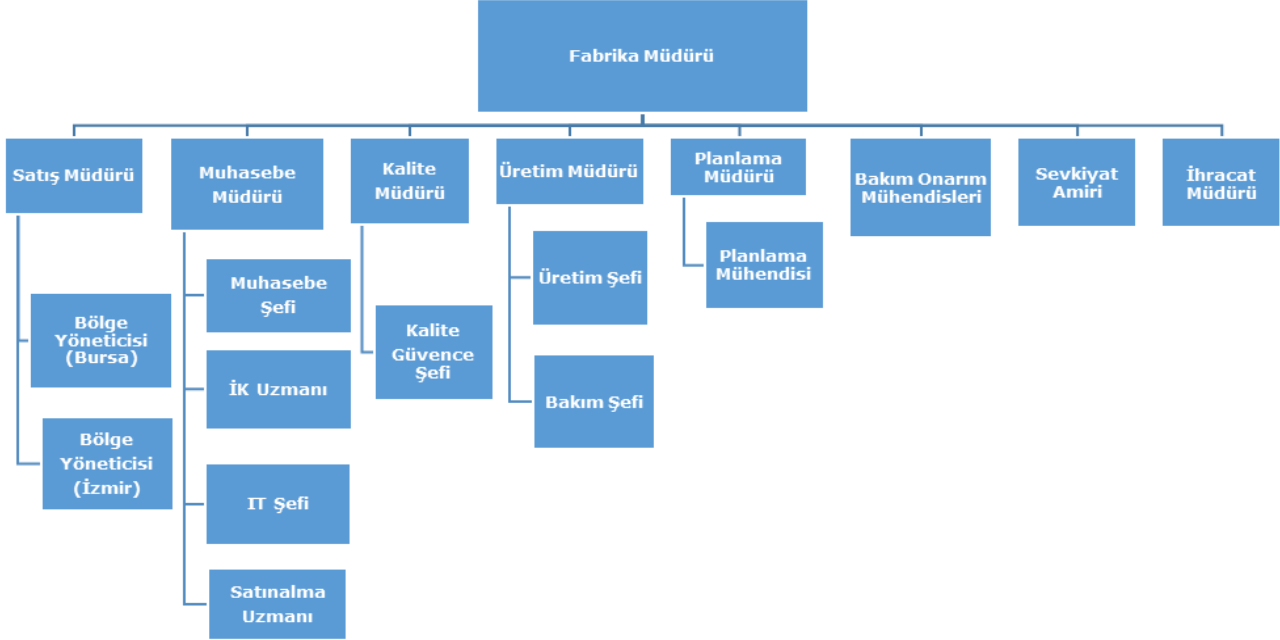 Fabrika Müdürü
Satış Müdürü
Muhasebe
Müdürü
Kalite
Müdürü
Üretim Müdürü
Planlama
Müdürü
Bakım Onarım
Mühendisleri
Sevkiyat
Amiri
İhracat
Müdürü
Bölge
Yöneticisi
(Bursa)
Bölge
Yöneticisi
(İzmir)
Muhasebe
Şefi
İK Uzmanı
IT Şefi
Satınalma
Uzmanı
Kalite
Güvence
Şefi
Üretim Şefi
Bakım Şefi
Planlama
Mühendisi